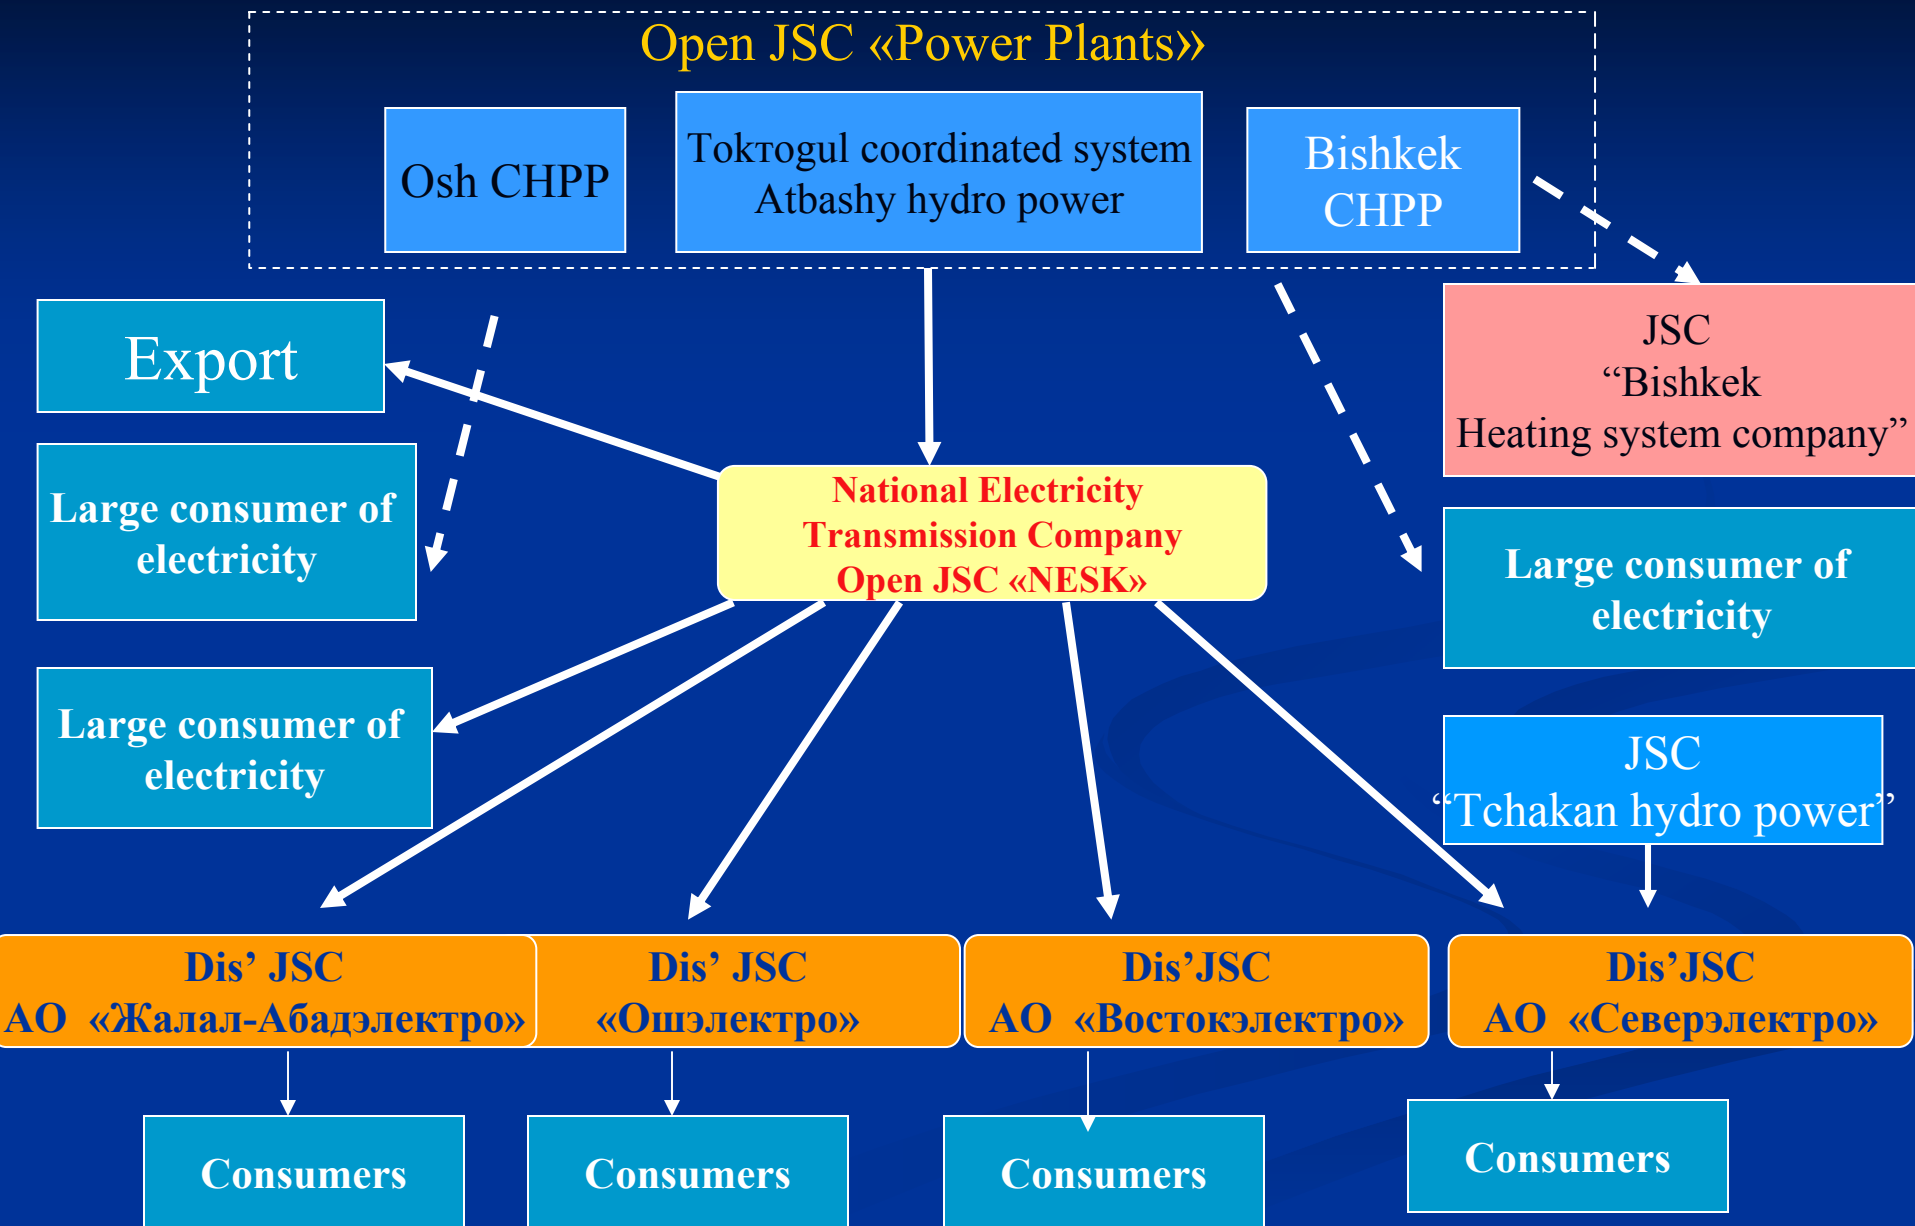 Open JSC «Power Plants»
Osh CHPP
Tokтogul coordinated system
Atbashy hydro power
Bishkek
CHPP
Export
JSC
“Bishkek
Heating system company”
Large consumer of
electricity
National Electricity
Transmission Company
Open JSC «NESK»
Large consumer of
electricity
Large consumer of
electricity
JSC
“Tchakan hydro power”
Dis’ JSC
АО «Жалал-Абадэлектро»
Dis’ JSC
«Ошэлектро»
Dis’JSC
АО «Востокэлектро»
Dis’JSC
АО «Северэлектро»
Consumers
Consumers
Consumers
Consumers